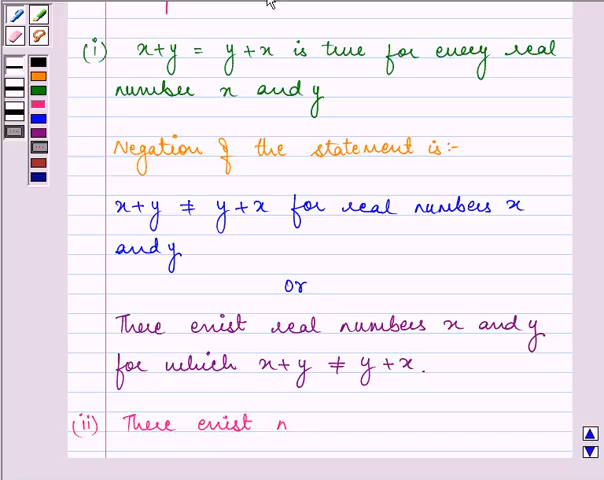 (i) x+y = y+x is true for every real
number x and y
Negation of the statement is:-
x+y ≠ y+x for real numbers x
and y
or
There exist real numbers x and y
for which x+y ≠ y+x.
(ii) There exist n